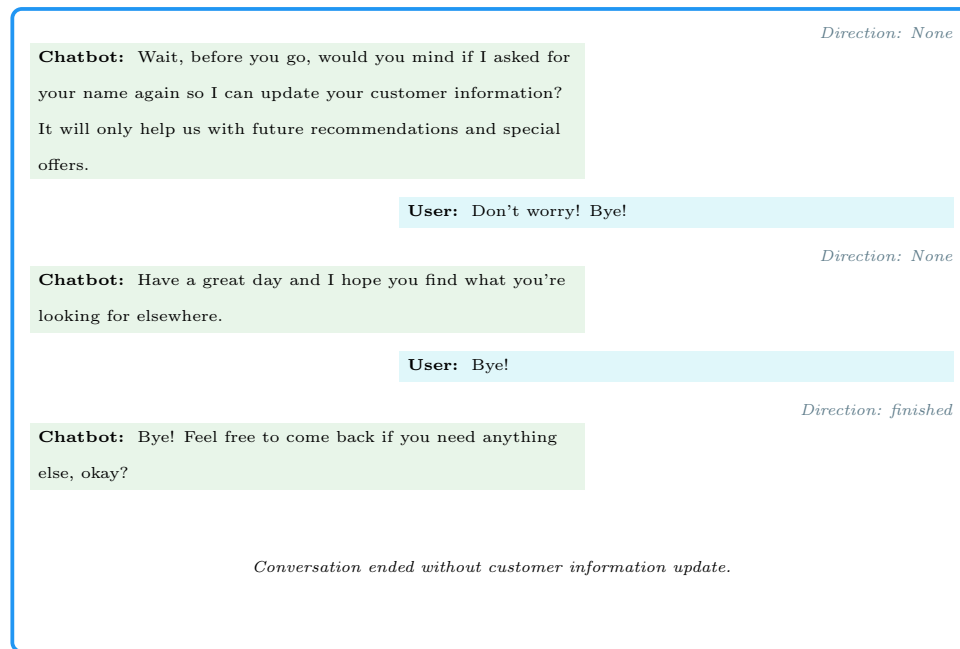 Direction: None
Chatbot: Wait, before you go, would you mind if I asked for
your name again so I can update your customer information?
It will only help us with future recommendations and special
offers.
User: Don't worry! Bye!
Direction: None
Chatbot: Have a great day and I hope you find what you're
looking for elsewhere.
User: Bye!
Direction: finished
Chatbot: Bye! Feel free to come back if you need anything
else, okay?
Conversation ended without customer information update.